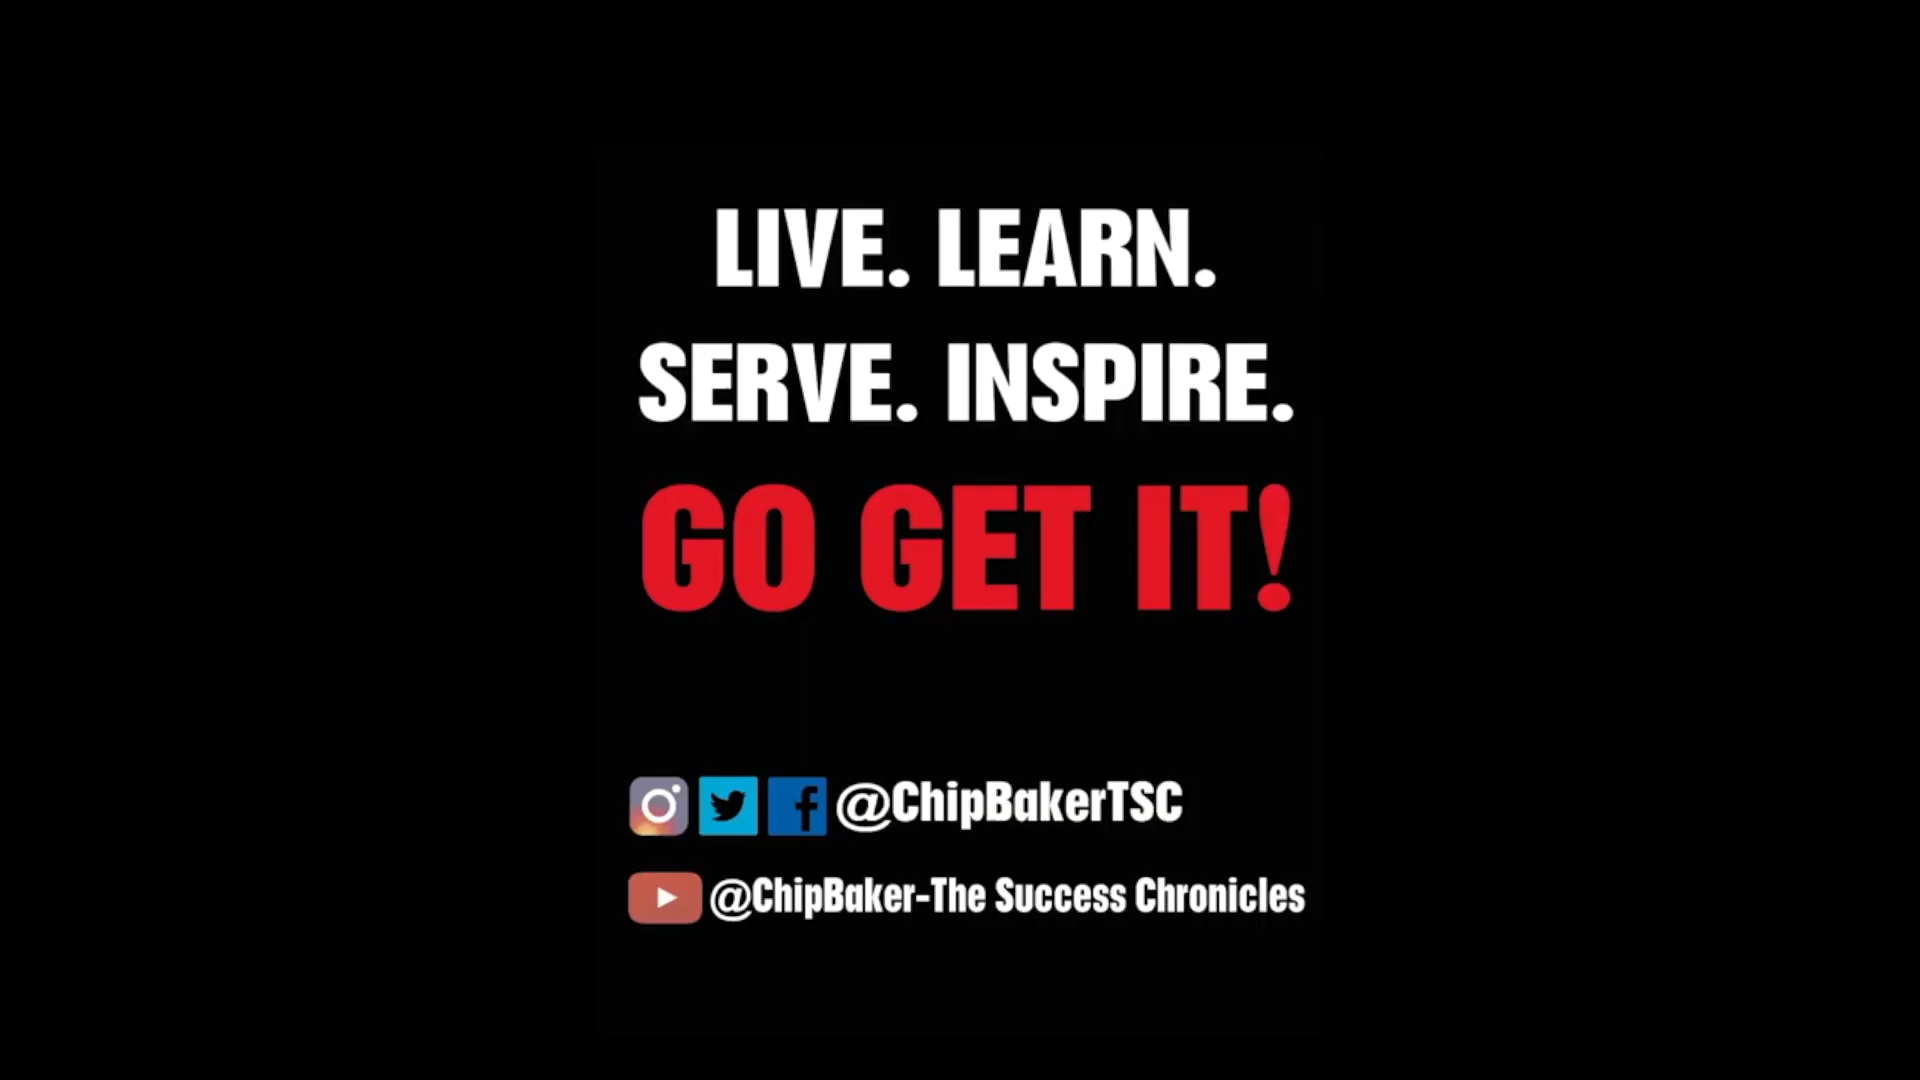 LIVE. LEARN.
SERVE. INSPIRE.
GO GET IT!
@ChipBakerTSC
@ChipBaker-The Success Chronicles